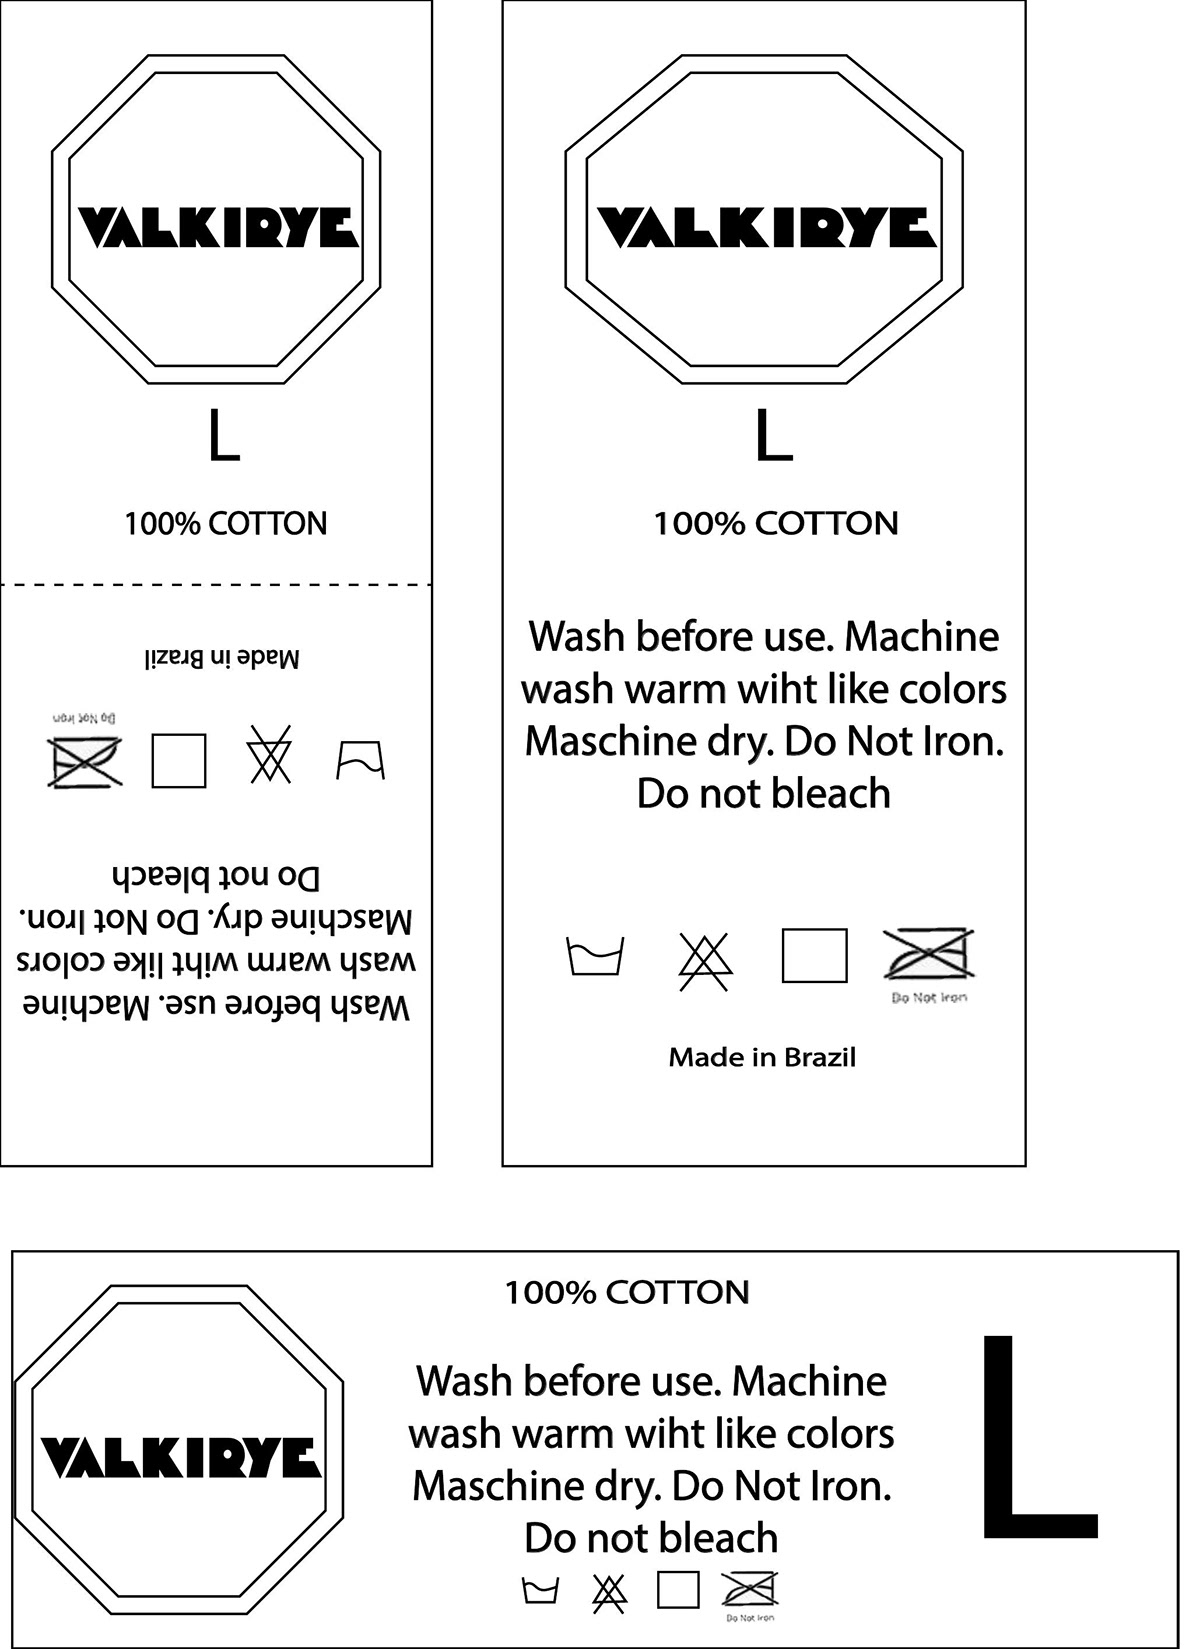 VALKIRYE
L
100% COTTON
Made in Brazil
Do Not Iron
Wash before use. Machine
wash warm wiht like colors
Maschine dry. Do Not Iron.
Do not bleach
VALKIRYE
L
100% COTTON
Wash before use. Machine
wash warm wiht like colors
Maschine dry. Do Not Iron.
Do not bleach
Do Not Iron
Made in Brazil
VALKIRYE
100% COTTON
Wash before use. Machine
wash warm wiht like colors
Maschine dry. Do Not Iron.
Do not bleach
Do Not Iron
L